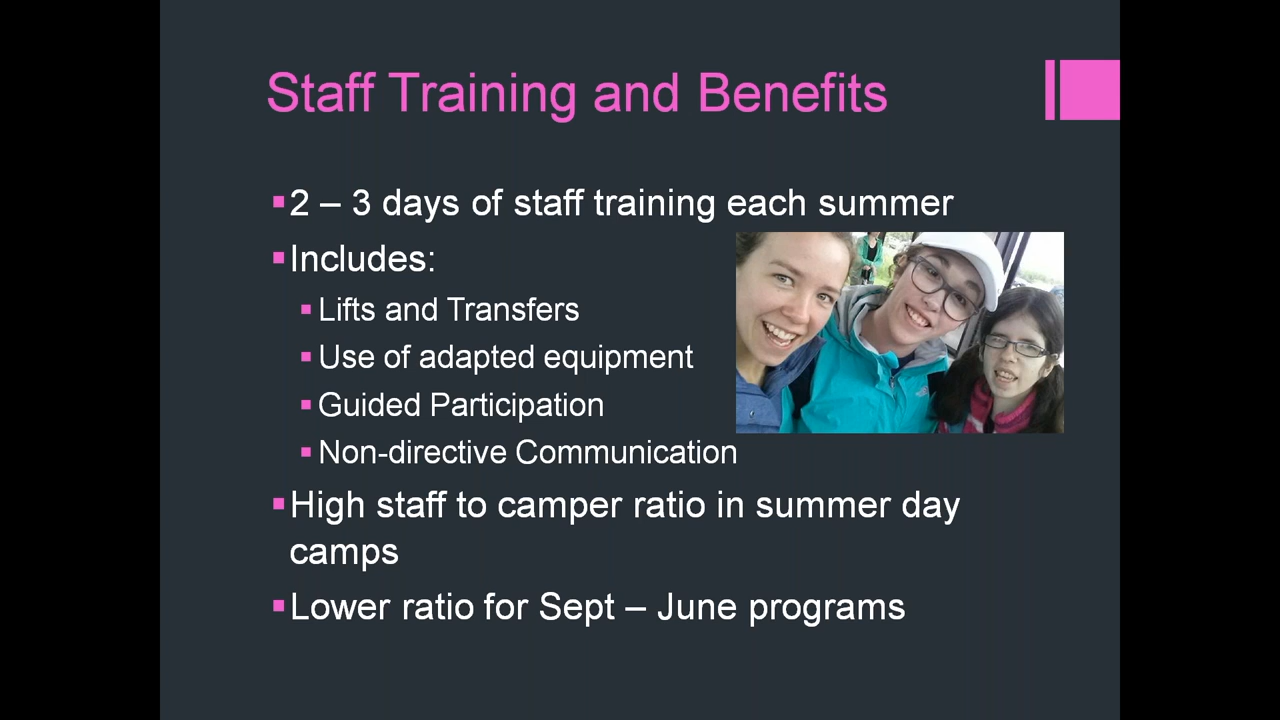 Staff Training and Benefits
2 – 3 days of staff training each summer
Includes:
Lifts and Transfers
Use of adapted equipment
Guided Participation
Non-directive Communication
High staff to camper ratio in summer day
camps
Lower ratio for Sept – June programs